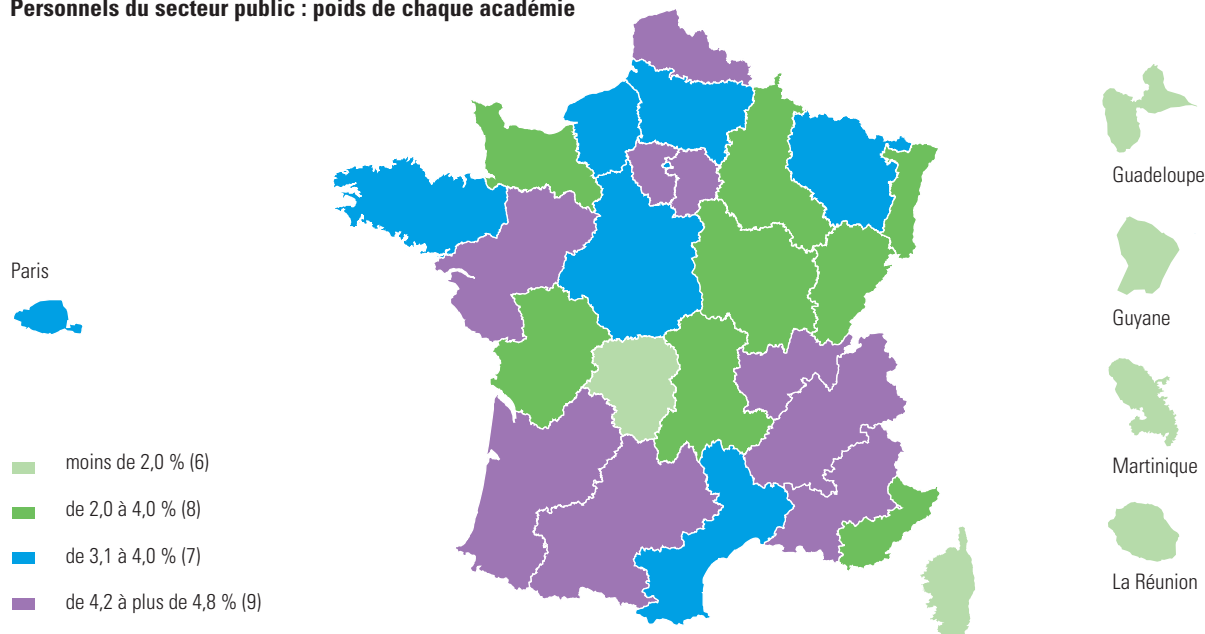 Personnels du secteur public : poids de chaque académie
Guadeloupe
Guyane
Paris
Martinique
La Réunion
moins de 2,0 % (6)
de 2,0 à 4,0 % (8)
de 3,1 à 4,0 % (7)
de 4,2 à plus de 4,8 % (9)